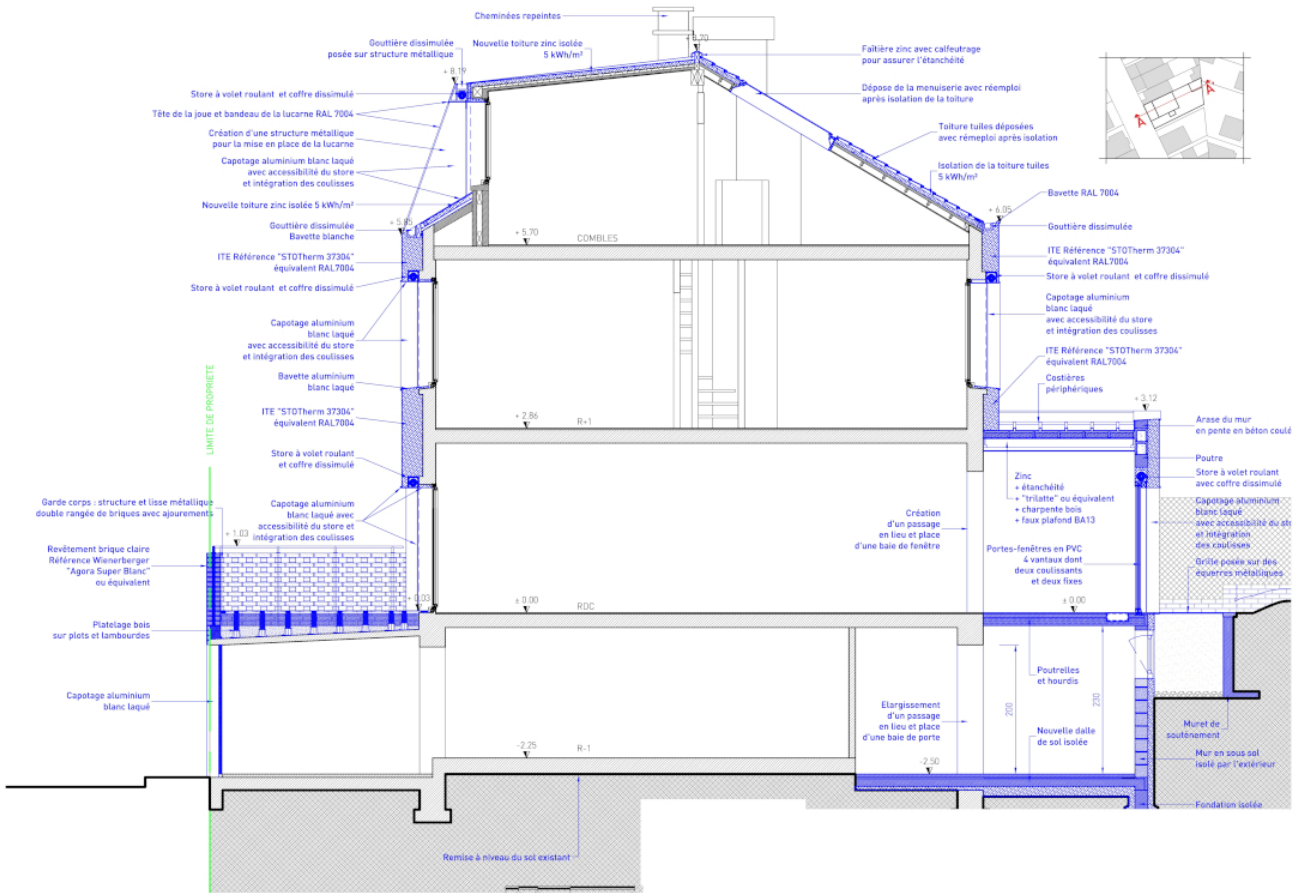 Cheminées repeintes
Gouttière dissimulée
posée sur structure métallique
Nouvelle toiture zinc isolée
5 kWh/m²
+ 8.19
Store à volet roulant et coffre dissimulé
Tête de la joue et bandeau de la lucarne RAL 7004
Création d'une structure métallique
pour la mise en place de la lucarne
Capotage aluminium blanc laqué
avec accessibilité du store
et intégration des coulisses
Nouvelle toiture zinc isolée 5 kWh/m²
Gouttière dissimulée
Bavette blanche
ITE Référence "STOTherm 37304"
équivalent RAL7004
Store à volet roulant et coffre dissimulé
Capotage aluminium
blanc laqué
avec accessibilité du store
et intégration des coulisses
Bavette aluminium
blanc laqué
ITE "STOTherm 37304"
équivalent RAL7004
Store à volet roulant
et coffre dissimulé
Capotage aluminium
blanc laqué avec
accessibilité du store et
intégration des coulisses
LIMITE DE PROPRIETE
Garde corps : structure et lisse métallique
double rangée de briques avec ajourements
+ 1.03
Revêtement brique claire
Référence Wienerberger
"Agora Super Blanc"
ou équivalent
+ 0.03
Platelage bois
sur plots et lambourdes
Capotage aluminium
blanc laqué
+ 5.70
COMBLES
+ 2.86
R+1
± 0.00
RDC
-2.25
R-1
Remise à niveau du sol existant
Faîtière zinc avec calfeutrage
pour assurer l'étanchéité
Dépose de la menuiserie avec réemploi
après isolation de la toiture
Toiture tuiles déposées
avec réemploi après isolation
Isolation de la toiture tuiles
5 kWh/m²
Bavette RAL 7004
+ 6.05
Gouttière dissimulée
ITE Référence "STOTherm 37304"
équivalent RAL7004
Store à volet roulant et coffre dissimulé
Capotage aluminium
blanc laqué
avec accessibilité du store
et intégration des coulisses
ITE Référence "STOTherm 37304"
équivalent RAL7004
Costières
périphériques
+ 3.12
Arase du mur
en pente en béton coulé
Poutre
Store à volet roulant
avec coffre dissimulé
Capotage aluminium
blanc laqué
avec accessibilité du sto
et intégration
des coulisses
Grille posée sur des
équerres métalliques
Zinc
+ étanchéité
+ "trilatte" ou équivalent
+ charpente bois
+ faux plafond BA13
Création
d'un passage
en lieu et place
d'une baie de fenêtre
Portes-fenêtres en PVC
4 vantaux dont
deux coulissants
et deux fixes
± 0.00
Poutrelles
et hourdis
200
230
Elargissement
d'un passage
en lieu et place
d'une baie de porte
Nouvelle dalle
de sol isolée
-2.50
Muret de
soutènement
Mur en sous sol
isolé par l'extérieur
Fondation isolée
A
A